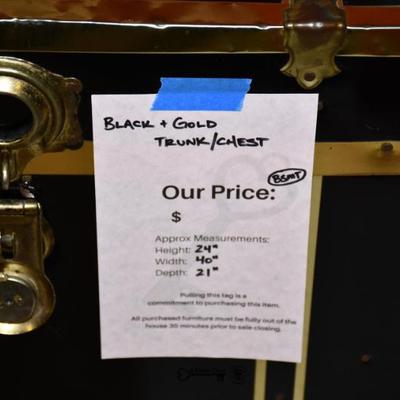 BLACK + GOLD
TRUNK/CHEST
BSMT
Our Price:
$
Approx Measurements:
Height: 24"
Width: 40"
Depth: 21"
Pulling this tag is a
commitment to purchasing this item.
All purchased furniture must be fully out of the
house 30 minutes prior to sale closing.